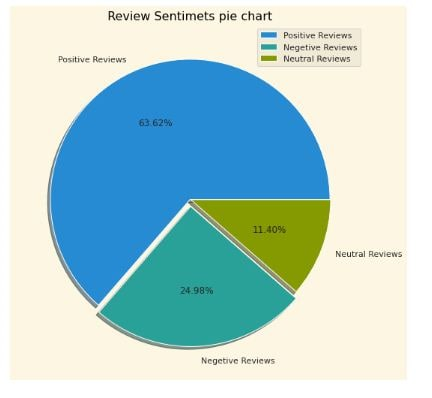 Review Sentimets pie chart
Positive Reviews
Negetive Reviews
Neutral Reviews
Positive Reviews
63.62%
11.40%
Neutral Reviews
24.98%
Negetive Reviews